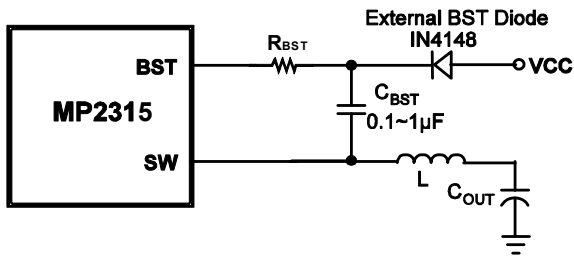 External BST Diode
IN4148
RBST
BST
VCC
MP2315
CBST
0.1~1µF
SW
L
COUT